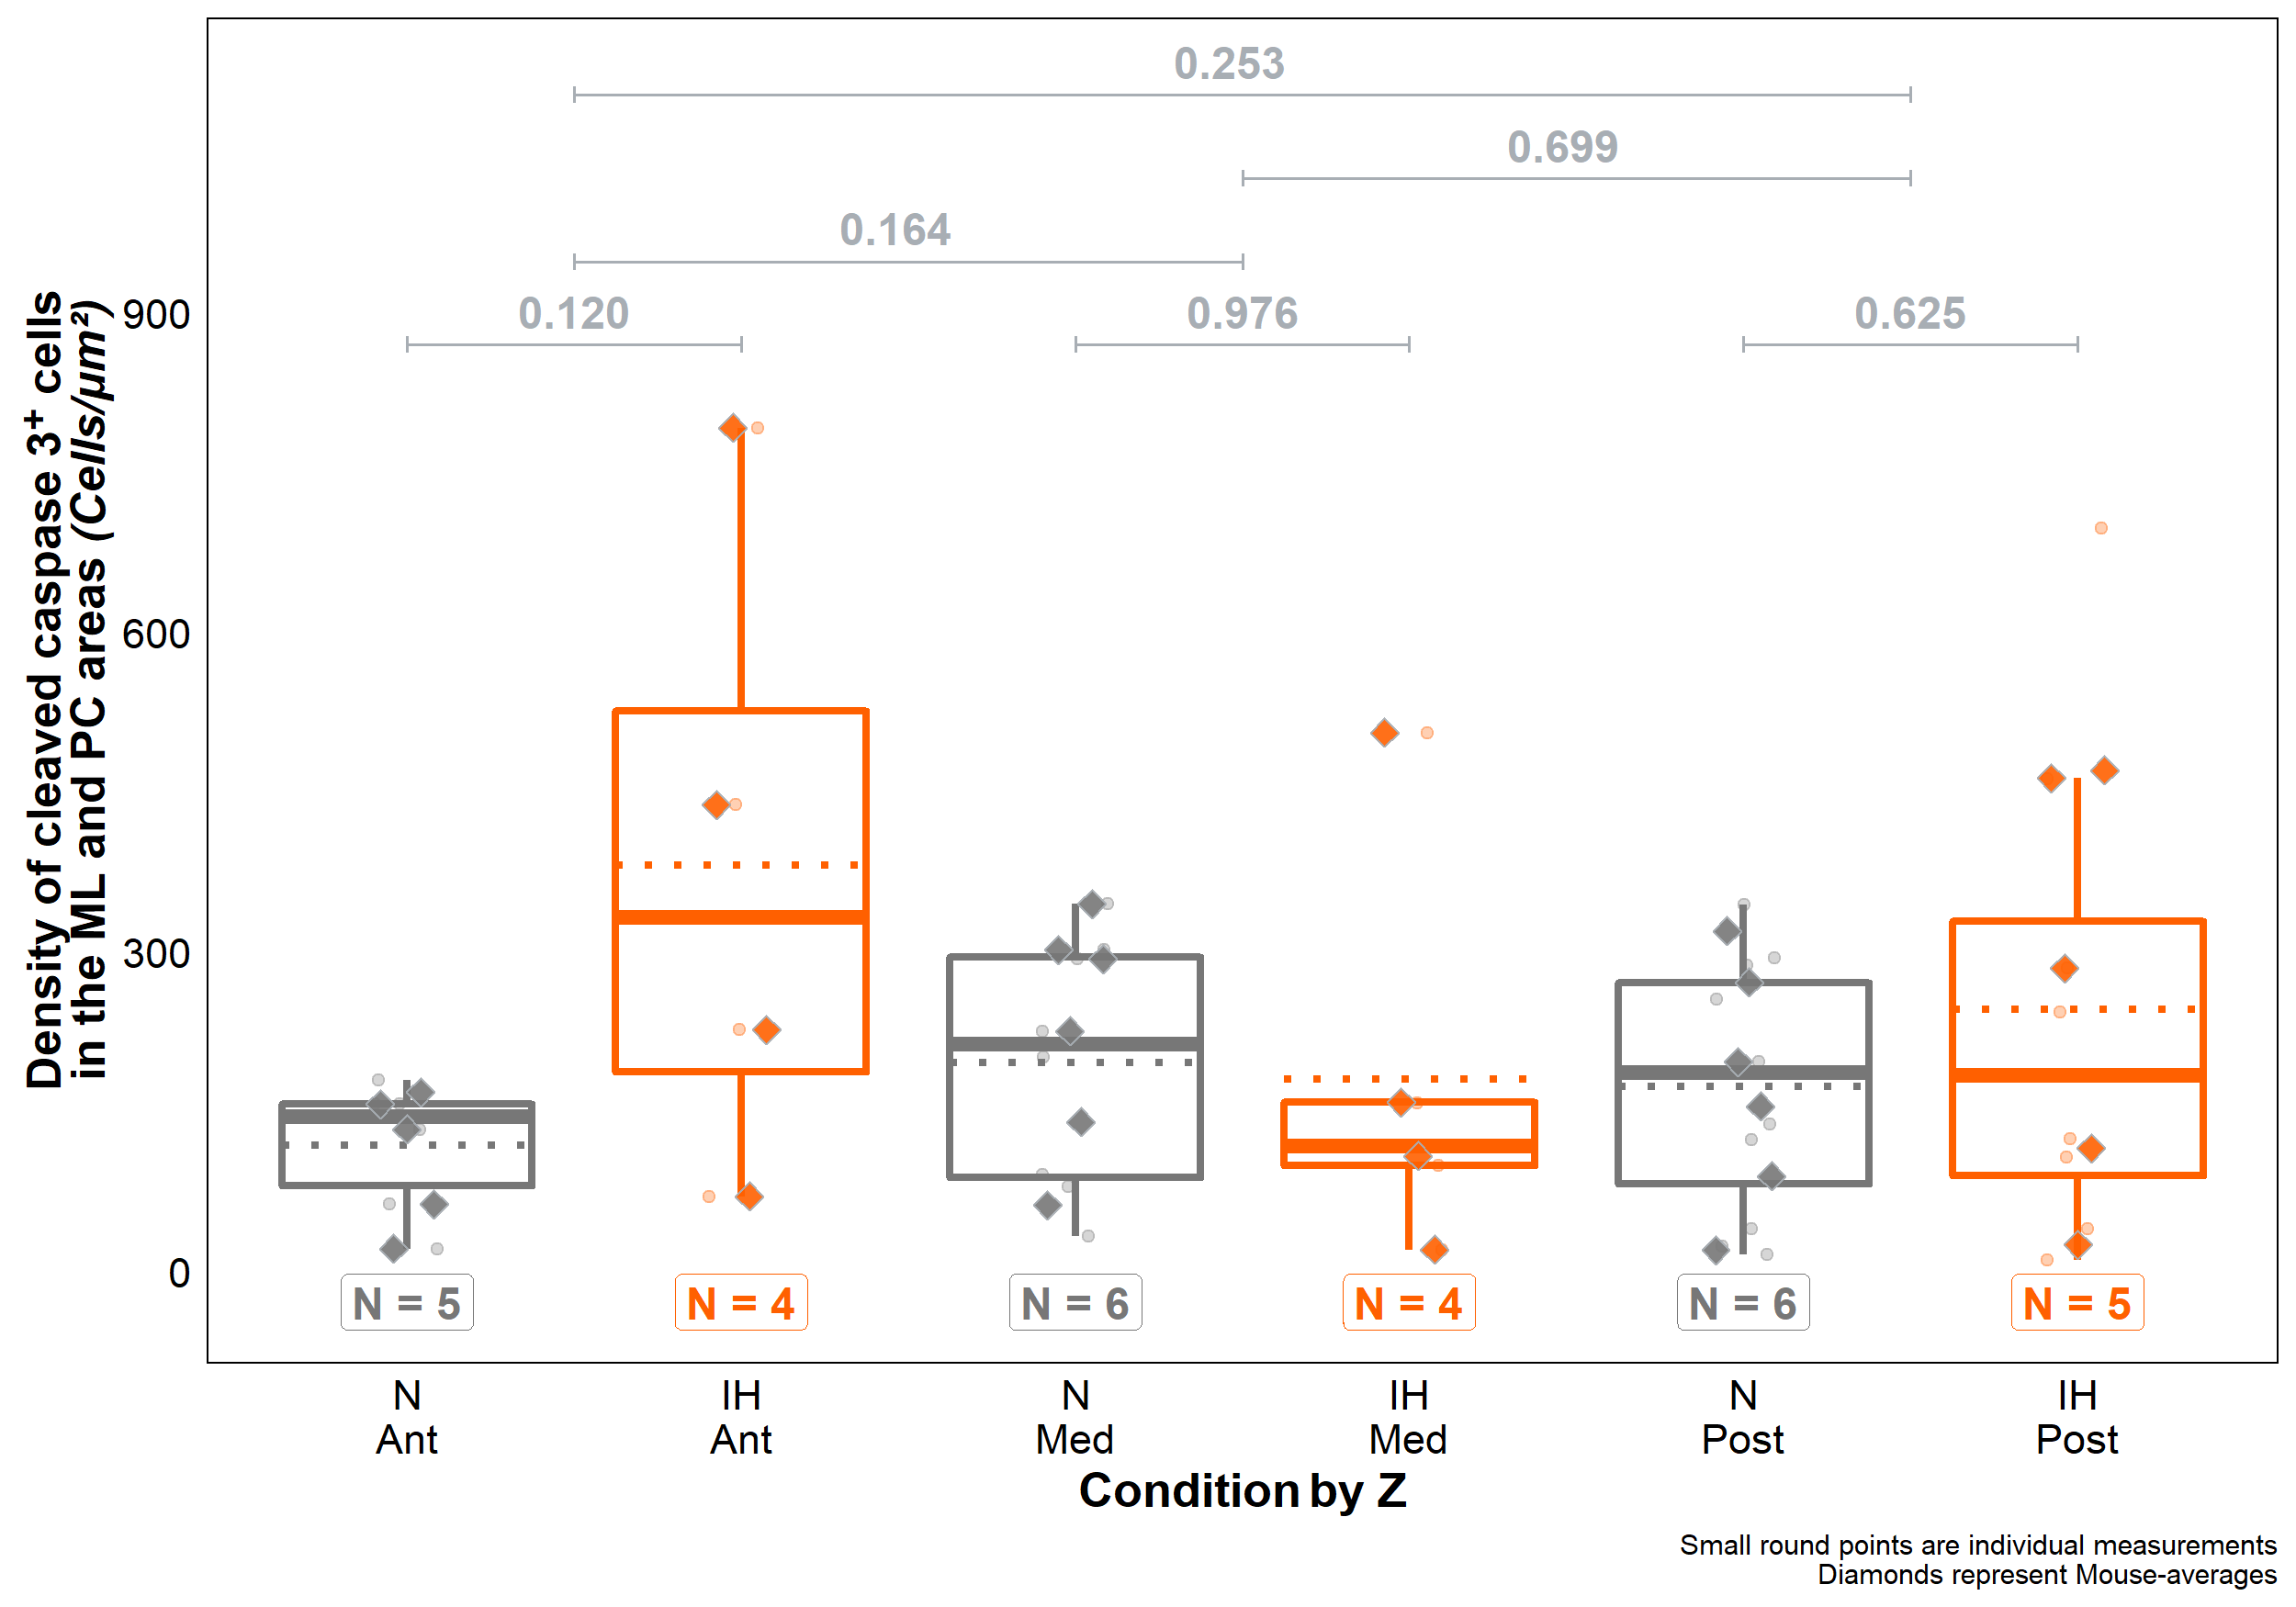 0.253
0.699
0.164
0.120
0.976
0.625
Density of cleaved caspase 3⁺ cells
in the ML and PC areas (Cells/µm²)
900
600
300
0
N = 5
N = 4
N = 6
N = 4
N = 6
N = 5
N
Ant
IH
Ant
N
Med
IH
Med
N
Post
IH
Post
Condition by Z
Small round points are individual measurements
Diamonds represent Mouse-averages